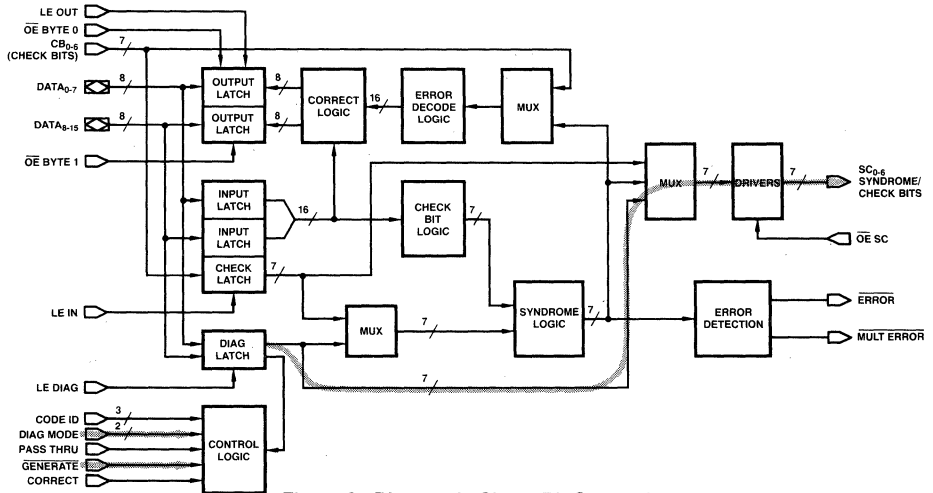 LE OUT
OE BYTE 0
CB0-6
(CHECK BITS)
7
DATA0-7
8
DATA8-15
8
OE BYTE 1
OUTPUT
LATCH
OUTPUT
LATCH
8
8
CORRECT
LOGIC
16
ERROR
DECODE
LOGIC
MUX
INPUT
LATCH
INPUT
LATCH
CHECK
LATCH
16
7
CHECK
BIT
LOGIC
7
MUX
7
DRIVERS
7
SC0-6
SYNDROME/
CHECK BITS
OE SC
LE IN
MUX
7
SYNDROME
LOGIC
7
ERROR
DETECTION
ERROR
MULT ERROR
DIAG
LATCH
7
LE DIAG
CODE ID
3
DIAG MODE
2
PASS THRU
GENERATE
CORRECT
CONTROL
LOGIC